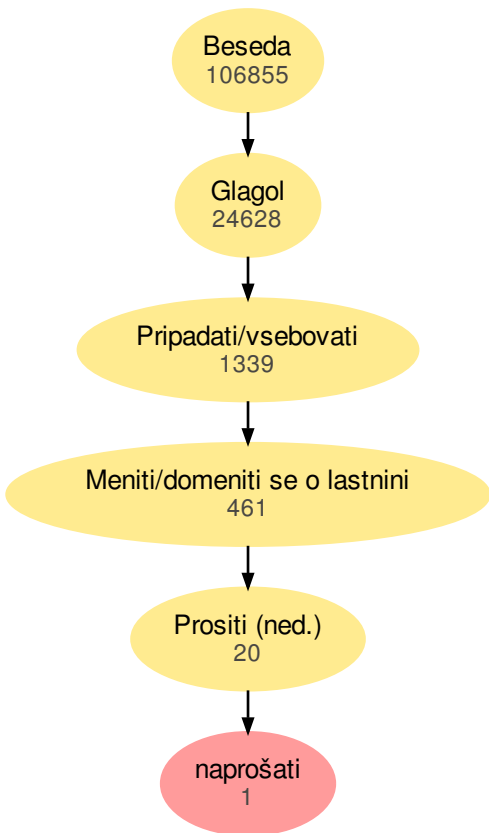 Beseda
106855
Glagol
24628
Pripadati/vsebovati
1339
Meniti/domeniti se o lastnini
461
Prositi (ned.)
20
naprošati
1